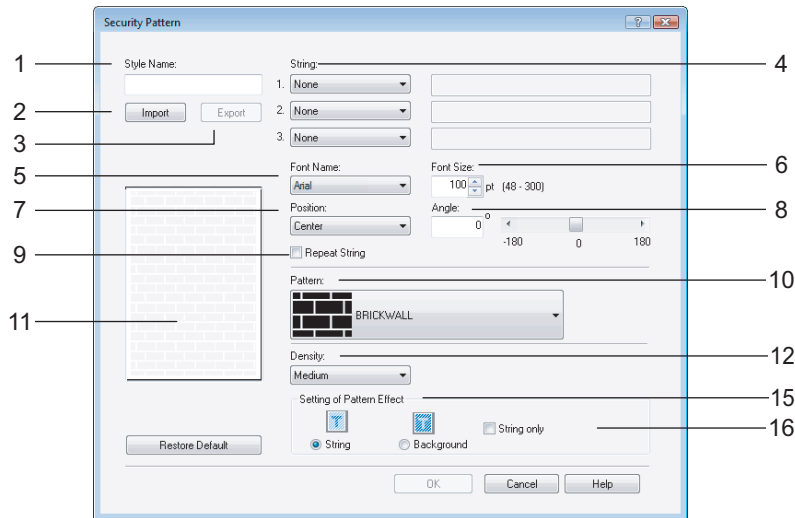 Security Pattern
1 Style Name: String: 4
1. None
2 Import Export 2. None
3 3. None
5 Font Name: Font Size: 6
Arial 100 pt (48 - 300)
7 Position: Angle: 8
Center 0 °
-180 0 180
9 Repeat String
Pattern: 10
BRICKWALL
11
Density: 12
Medium
Setting of Pattern Effect 15
T T
String only 16
Restore Default String Background
OK Cancel Help